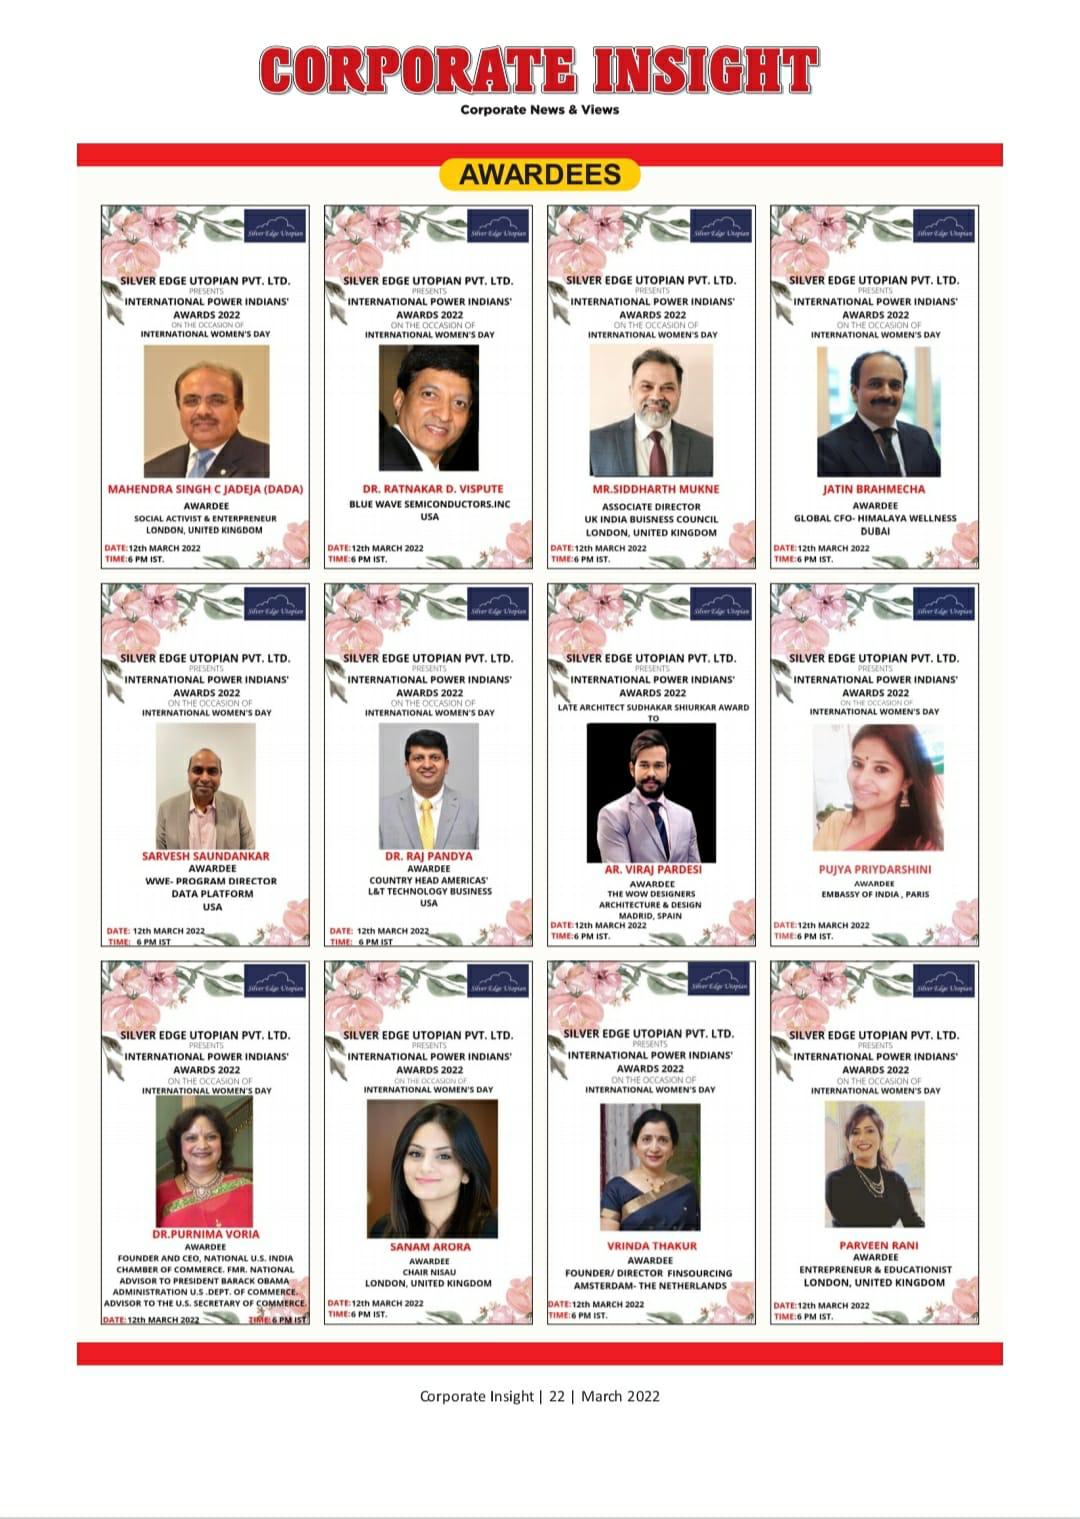 CORPORATE INSIGHT
Corporate News & Views
AWARDEES
Silver Edge Utopian
SILVER EDGE UTOPIAN PVT. LTD.
PRESENTS
INTERNATIONAL POWER INDIANS'
AWARDS 2022
ON THE OCCASION OF
INTERNATIONAL WOMEN'S DAY
MAHENDRA SINGH C JADEJA (DADA)
AWARDEE
SOCIAL ACTIVIST & ENTERPRENEUR
LONDON, UNITED KINGDOM
DATE:12th MARCH 2022
TIME:6 PM IST.
Silver Edge Utopian
SILVER EDGE UTOPIAN PVT. LTD.
PRESENTS
INTERNATIONAL POWER INDIANS'
AWARDS 2022
ON THE OCCASION OF
INTERNATIONAL WOMEN'S DAY
DR. RATNAKAR D. VISPUTE
BLUE WAVE SEMICONDUCTORS.INC
USA
DATE:12th MARCH 2022
TIME:6 PM IST.
Silver Edge Utopian
SILVER EDGE UTOPIAN PVT. LTD.
PRESENTS
INTERNATIONAL POWER INDIANS'
AWARDS 2022
ON THE OCCASION OF
INTERNATIONAL WOMEN'S DAY
MR.SIDDHARTH MUKNE
ASSOCIATE DIRECTOR
UK INDIA BUISNESS COUNCIL
LONDON, UNITED KINGDOM
DATE:12th MARCH 2022
TIME:6 PM IST.
Silver Edge Utopian
SILVER EDGE UTOPIAN PVT. LTD.
PRESENTS
INTERNATIONAL POWER INDIANS'
AWARDS 2022
ON THE OCCASION OF
INTERNATIONAL WOMEN'S DAY
JATIN BRAHMECHA
AWARDEE
GLOBAL CFO- HIMALAYA WELLNESS
DUBAI
DATE:12th MARCH 2022
TIME:6 PM IST.
Silver Edge Utopian
SILVER EDGE UTOPIAN PVT. LTD.
PRESENTS
INTERNATIONAL POWER INDIANS'
AWARDS 2022
ON THE OCCASION OF
INTERNATIONAL WOMEN'S DAY
SARVESH SAUNDANKAR
AWARDEE
WWE- PROGRAM DIRECTOR
DATA PLATFORM
USA
DATE: 12th MARCH 2022
TIME: 6 PM IST
Silver Edge Utopian
SILVER EDGE UTOPIAN PVT. LTD.
PRESENTS
INTERNATIONAL POWER INDIANS'
AWARDS 2022
ON THE OCCASION OF
INTERNATIONAL WOMEN'S DAY
DR. RAJ PANDYA
AWARDEE
COUNTRY HEAD AMERICAS'
L&T TECHNOLOGY BUSINESS
USA
DATE: 12th MARCH 2022
TIME: 6 PM IST
Silver Edge Utopian
SILVER EDGE UTOPIAN PVT. LTD.
PRESENTS
INTERNATIONAL POWER INDIANS'
AWARDS 2022
LATE ARCHITECT SUDHAKAR SHIURKAR AWARD
TO
AR. VIRAJ PARDESI
AWARDEE
THE WOW DESIGNERS
ARCHITECTURE & DESIGN
MADRID, SPAIN
DATE:12th MARCH 2022
TIME:6 PM IST.
Silver Edge Utopian
SILVER EDGE UTOPIAN PVT. LTD.
PRESENTS
INTERNATIONAL POWER INDIANS'
AWARDS 2022
ON THE OCCASION OF
INTERNATIONAL WOMEN'S DAY
PUJYA PRIYDARSHINI
AWARDEE
EMBASSY OF INDIA , PARIS
DATE:12th MARCH 2022
TIME:6 PM IST.
Silver Edge Utopian
SILVER EDGE UTOPIAN PVT. LTD.
PRESENTS
INTERNATIONAL POWER INDIANS'
AWARDS 2022
ON THE OCCASION OF
INTERNATIONAL WOMEN'S DAY
DR.PURNIMA VORIA
AWARDEE
FOUNDER AND CEO, NATIONAL U.S. INDIA
CHAMBER OF COMMERCE. FMR. NATIONAL
ADVISOR TO PRESIDENT BARACK OBAMA
ADMINISTRATION U.S .DEPT. OF COMMERCE.
ADVISOR TO THE U.S. SECRETARY OF COMMERCE.
DATE:12th MARCH 2022 TIME:6 PM IST
Silver Edge Utopian
SILVER EDGE UTOPIAN PVT. LTD.
PRESENTS
INTERNATIONAL POWER INDIANS'
AWARDS 2022
ON THE OCCASION OF
INTERNATIONAL WOMEN'S DAY
SANAM ARORA
AWARDEE
CHAIR NISAU
LONDON, UNITED KINGDOM
DATE:12th MARCH 2022
TIME:6 PM IST.
Silver Edge Utopian
SILVER EDGE UTOPIAN PVT. LTD.
PRESENTS
INTERNATIONAL POWER INDIANS'
AWARDS 2022
ON THE OCCASION OF
INTERNATIONAL WOMEN'S DAY
VRINDA THAKUR
AWARDEE
FOUNDER/ DIRECTOR FINSOURCING
AMSTERDAM- THE NETHERLANDS
DATE:12th MARCH 2022
TIME:6 PM IST.
Silver Edge Utopian
SILVER EDGE UTOPIAN PVT. LTD.
PRESENTS
INTERNATIONAL POWER INDIANS'
AWARDS 2022
ON THE OCCASION OF
INTERNATIONAL WOMEN'S DAY
PARVEEN RANI
AWARDEE
ENTREPRENEUR & EDUCATIONIST
LONDON, UNITED KINGDOM
DATE:12th MARCH 2022
TIME:6 PM IST.
Corporate Insight | 22 | March 2022